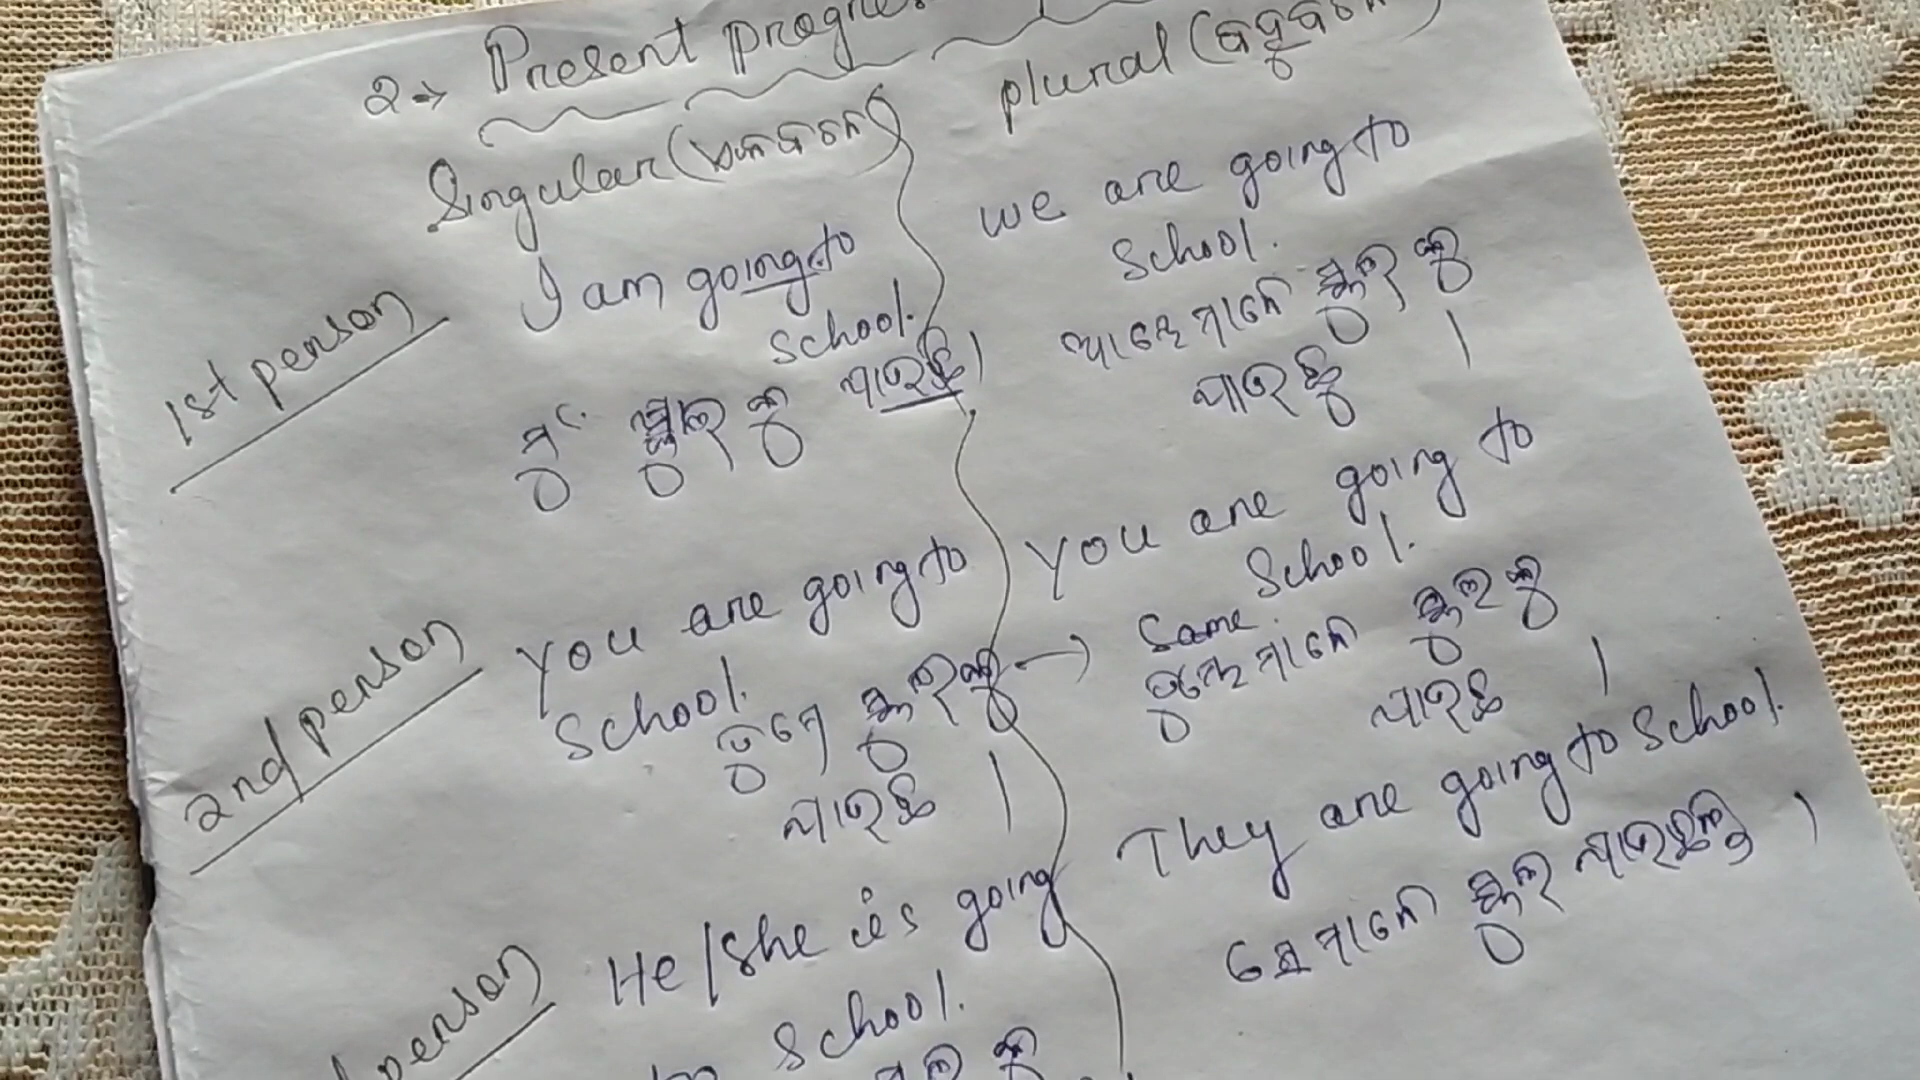 2→ Present progre
Singular (ଏକବଚନ)
plural (ବହୁବଚନ)
1st person
I am going to
school.
ମୁଁ ସ୍କୁଲ କୁ ଯାଉଛି।
we are going to
School.
ଆମ୍ଭେମାନେ ସ୍କୁଲ କୁ
ଯାଉଛୁ ।
2nd person
you are going to
School.
ତୁମେ ସ୍କୁଲକୁ →
ଯାଉଛ ।
you are going to
School.
Same
ତୁମ୍ଭେମାନେ ସ୍କୁଲକୁ
ଯାଉଛ ।
person
He/She is going
School.
They are going to School.
ସେମାନେ ସ୍କୁଲ ଯାଉଛନ୍ତି ।